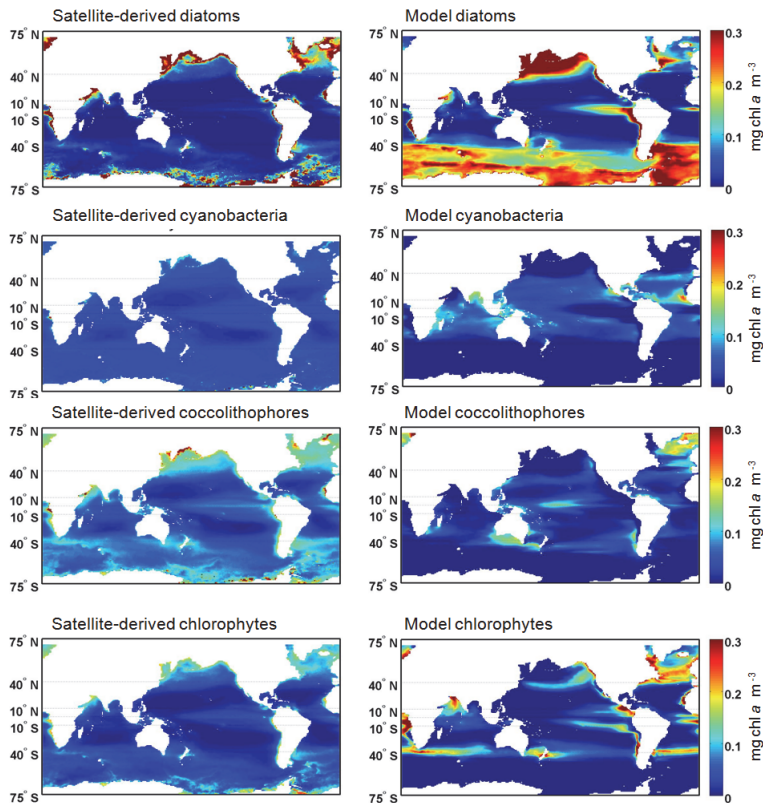 Satellite-derived diatoms
Model diatoms
75° N
40° N
10° N
10° S
40° S
75° S
75° N
40° N
10° N
10° S
40° S
75° S
0.3
0.2
0.1
0
mg chl a m-3
Satellite-derived cyanobacteria
Model cyanobacteria
75° N
40° N
10° N
10° S
40° S
75° S
75° N
40° N
10° N
10° S
40° S
75° S
0.3
0.2
0.1
0
mg chl a m-3
Satellite-derived coccolithophores
Model coccolithophores
75° N
40° N
10° N
10° S
40° S
75° S
75° N
40° N
10° N
10° S
40° S
75° S
0.3
0.2
0.1
0
mg chl a m-3
Satellite-derived chlorophytes
Model chlorophytes
75° N
40° N
10° N
10° S
40° S
75° S
75° N
40° N
10° N
10° S
40° S
75° S
0.3
0.2
0.1
0
mg chl a m-3